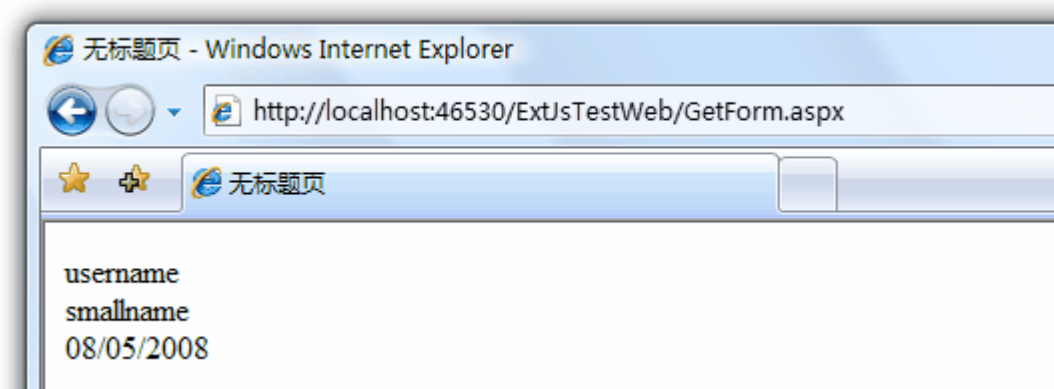 无标题页 - Windows Internet Explorer
http://localhost:46530/ExtJsTestWeb/GetForm.aspx
无标题页
username
smallname
08/05/2008